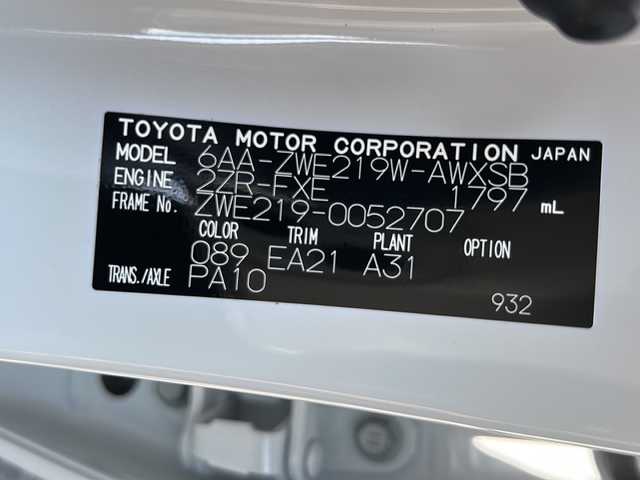 TOYOTA MOTOR CORPORATION JAPAN
MODEL 6AA-ZWE219W-AWXSB
ENGINE 2ZR-FXE 1797 mL
FRAME No. ZWE219-0052707
COLOR TRIM PLANT OPTION
089 EA21 A31
TRANS./AXLE PA10
932